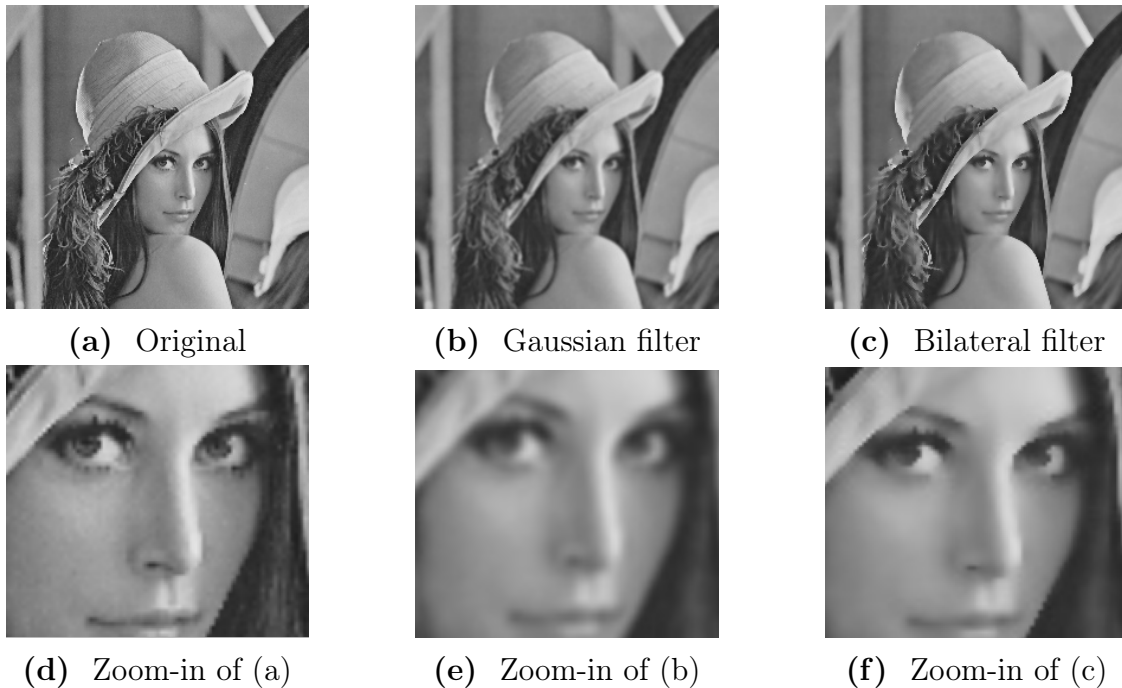 (a) Original
(b) Gaussian filter
(c) Bilateral filter
(d) Zoom-in of (a)
(e) Zoom-in of (b)
(f) Zoom-in of (c)